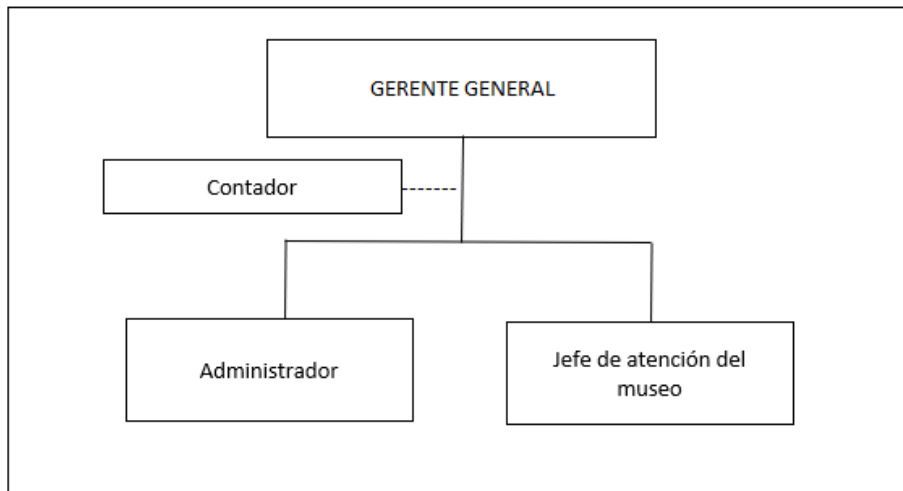 GERENTE GENERAL
Contador
Administrador
Jefe de atención del
museo